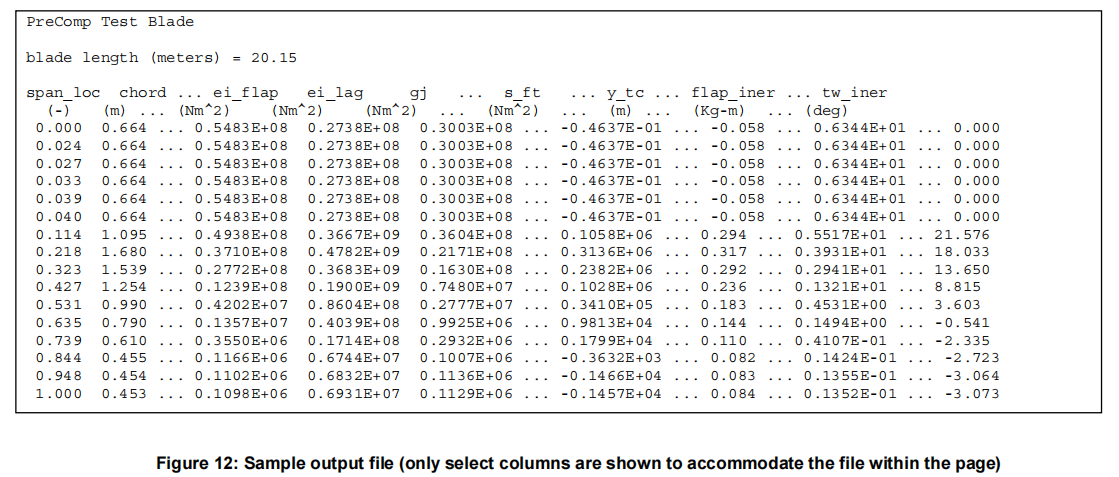 PreComp Test Blade
blade length (meters) = 20.15
span_loc chord ... ei_flap ei_lag gj ... s_ft ... y_tc ... flap_iner ... tw_iner
(-) (m) ... (Nm^2) (Nm^2) (Nm^2) ... (Nm^2) ... (m) ... (Kg-m) ... (deg)
0.000 0.664 ... 0.5483E+08 0.2738E+08 0.3003E+08 ... -0.4637E-01 ... -0.058 ... 0.6344E+01 ... 0.000
0.024 0.664 ... 0.5483E+08 0.2738E+08 0.3003E+08 ... -0.4637E-01 ... -0.058 ... 0.6344E+01 ... 0.000
0.027 0.664 ... 0.5483E+08 0.2738E+08 0.3003E+08 ... -0.4637E-01 ... -0.058 ... 0.6344E+01 ... 0.000
0.033 0.664 ... 0.5483E+08 0.2738E+08 0.3003E+08 ... -0.4637E-01 ... -0.058 ... 0.6344E+01 ... 0.000
0.039 0.664 ... 0.5483E+08 0.2738E+08 0.3003E+08 ... -0.4637E-01 ... -0.058 ... 0.6344E+01 ... 0.000
0.040 0.664 ... 0.5483E+08 0.2738E+08 0.3003E+08 ... -0.4637E-01 ... -0.058 ... 0.6344E+01 ... 0.000
0.114 1.095 ... 0.4938E+08 0.3667E+09 0.3604E+08 ... 0.1058E+06 ... 0.294 ... 0.5517E+01 ... 21.576
0.218 1.680 ... 0.3710E+08 0.4782E+09 0.2171E+08 ... 0.3136E+06 ... 0.317 ... 0.3931E+01 ... 18.033
0.323 1.539 ... 0.2772E+08 0.3683E+09 0.1630E+08 ... 0.2382E+06 ... 0.292 ... 0.2941E+01 ... 13.650
0.427 1.254 ... 0.1239E+08 0.1900E+09 0.7480E+07 ... 0.1028E+06 ... 0.236 ... 0.1321E+01 ... 8.815
0.531 0.990 ... 0.4202E+07 0.8604E+08 0.2777E+07 ... 0.3410E+05 ... 0.183 ... 0.4531E+00 ... 3.603
0.635 0.790 ... 0.1357E+07 0.4039E+08 0.9925E+06 ... 0.9813E+04 ... 0.144 ... 0.1494E+00 ... -0.541
0.739 0.610 ... 0.3550E+06 0.1714E+08 0.2932E+06 ... 0.1799E+04 ... 0.110 ... 0.4107E-01 ... -2.335
0.844 0.455 ... 0.1166E+06 0.6744E+07 0.1007E+06 ... -0.3632E+03 ... 0.082 ... 0.1424E-01 ... -2.723
0.948 0.454 ... 0.1102E+06 0.6832E+07 0.1136E+06 ... -0.1466E+04 ... 0.083 ... 0.1355E-01 ... -3.064
1.000 0.453 ... 0.1098E+06 0.6931E+07 0.1129E+06 ... -0.1457E+04 ... 0.084 ... 0.1352E-01 ... -3.073
Figure 12: Sample output file (only select columns are shown to accommodate the file within the page)